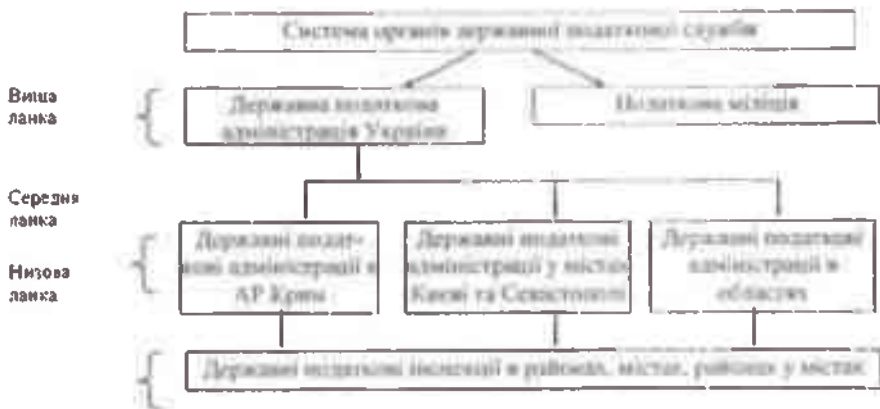 Система органів державної податкової служби
Вища
ланка
Державна податкова
адміністрація України
Податкова міліція
Середня
ланка
Низова
ланка
Державні подат-
кові адміністрації в
АР Крим
Державні податкові
адміністрації у містах
Києві та Севастополі
Державні податкові
адміністрації в
областях
Державні податкові інспекції в районах, містах, районах у містах